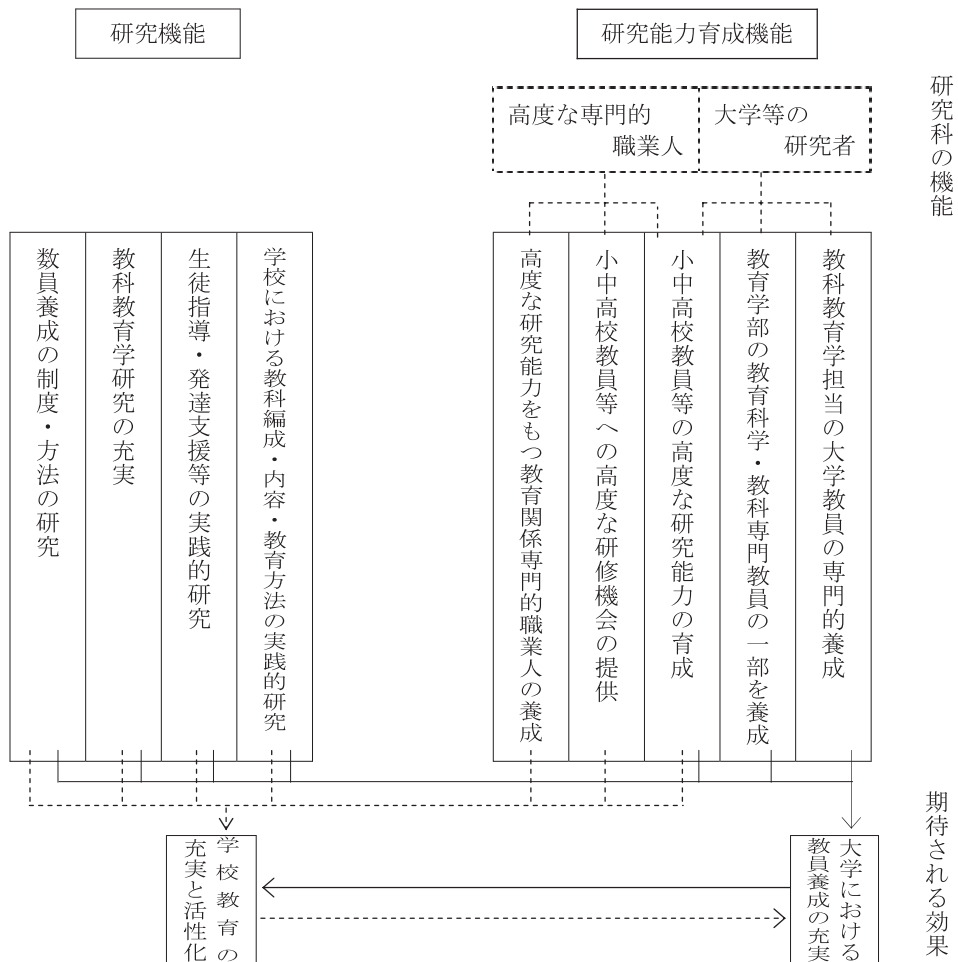 研究機能
研究能力育成機能
研究科の機能
高度な専門的
職業人
大学等の
研究者
教科教育学担当の大学教員の専門的養成
教育学部の教育科学・教科専門教員の一部を養成
小中高校教員等の高度な研究能力の育成
小中高校教員等への高度な研修機会の提供
高度な研究能力をもつ教育関係専門的職業人の養成
学校における教科編成・内容・教育方法の実践的研究
生徒指導・発達支援等の実践的研究
教科教育学研究の充実
数員養成の制度・方法の研究
期待される効果
大学における
教員養成の充実
学校教育の
充実と活性化